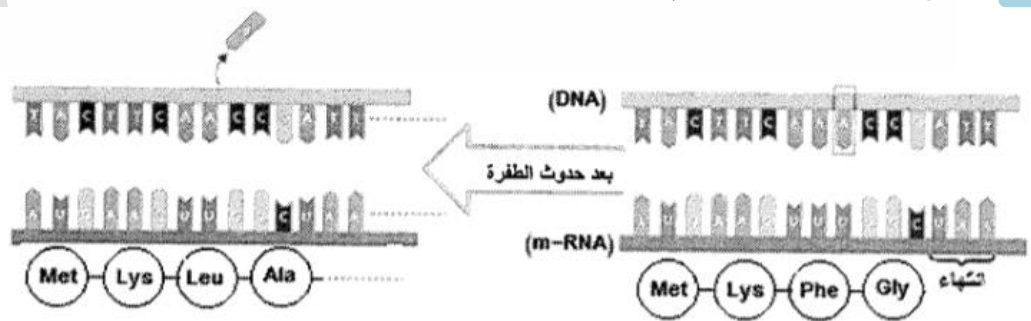 (DNA)
T A C T T C A A A C C G A T T
T A C T T C A A C C G A T T
بعد حدوث الطفرة
A U G A A G U U U G G C U A A
A U G A A G U U G G C U A A
(m-RNA)
انتهاء
Met Lys Phe Gly
Met Lys Leu Ala